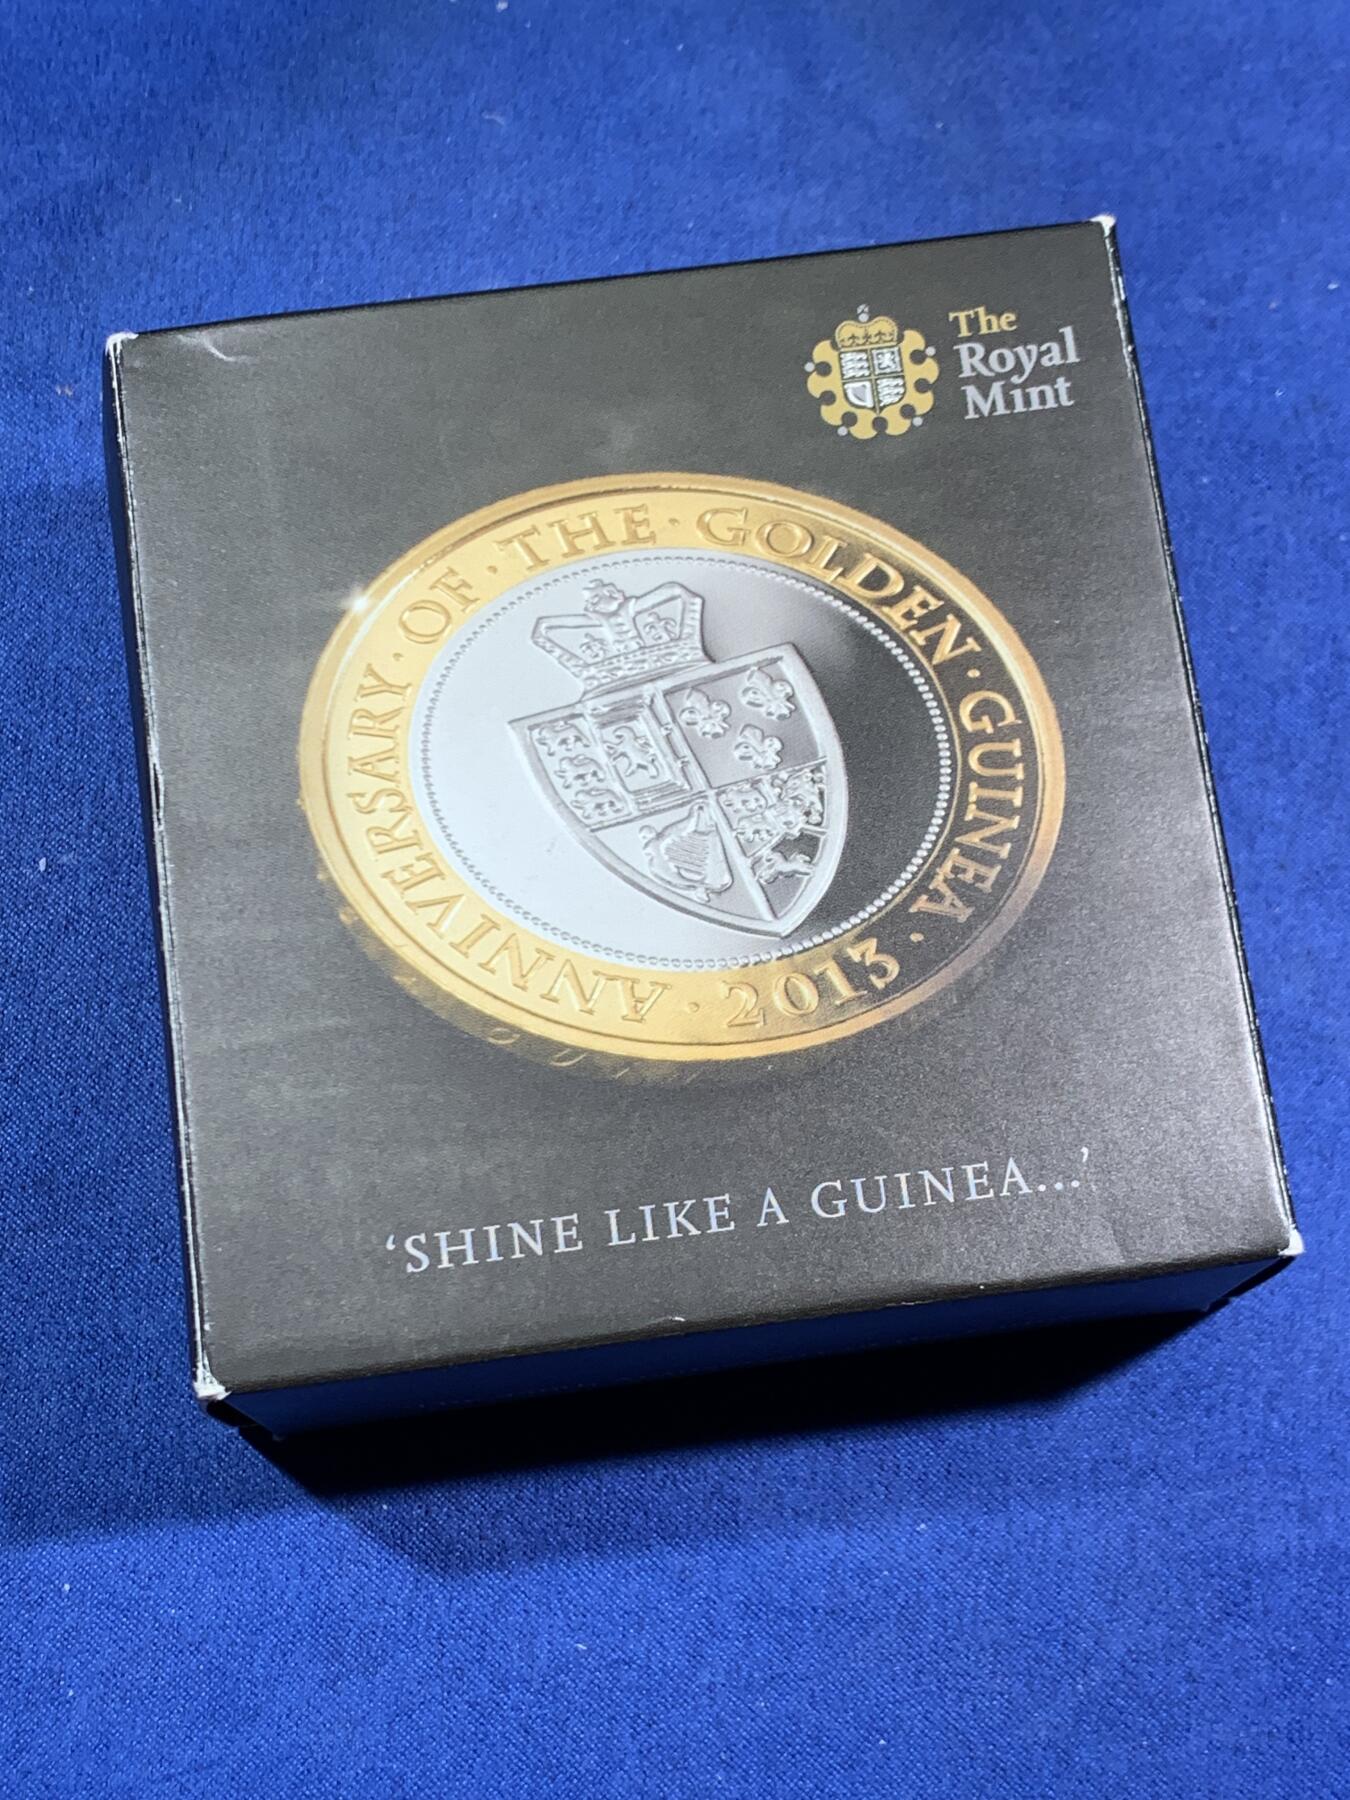 The
Royal
Mint
ANNIVERSARY · OF · THE · GOLDEN · GUINEA · 2013 ·
‘SHINE LIKE A GUINEA...’